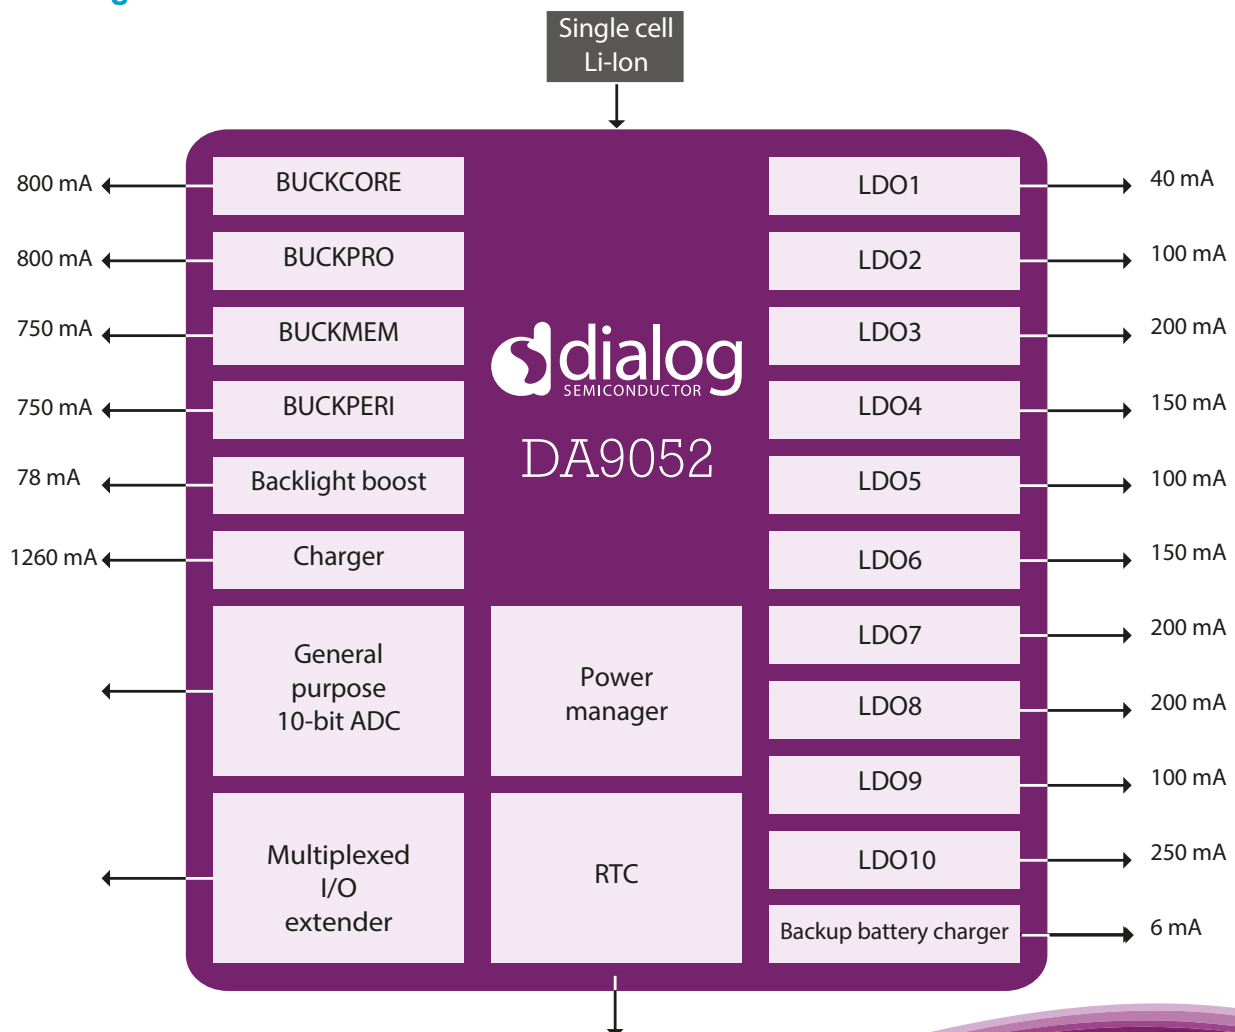 Single cell
Li-Ion
800 mA
BUCKCORE
LDO1
40 mA
800 mA
BUCKPRO
LDO2
100 mA
750 mA
BUCKMEM
LDO3
200 mA
dialog
SEMICONDUCTOR
DA9052
750 mA
BUCKPERI
LDO4
150 mA
78 mA
Backlight boost
LDO5
100 mA
1260 mA
Charger
LDO6
150 mA
General
purpose
10-bit ADC
Power
manager
LDO7
200 mA
LDO8
200 mA
LDO9
100 mA
Multiplexed
I/O
extender
RTC
LDO10
250 mA
Backup battery charger
6 mA